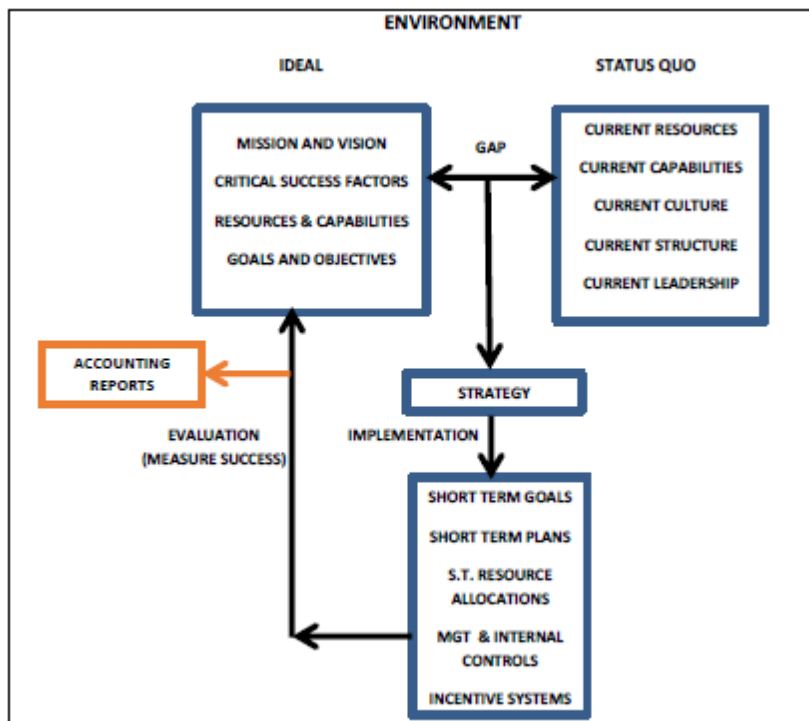 ENVIRONMENT
IDEAL
STATUS QUO
MISSION AND VISION
CRITICAL SUCCESS FACTORS
RESOURCES & CAPABILITIES
GOALS AND OBJECTIVES
GAP
CURRENT RESOURCES
CURRENT CAPABILITIES
CURRENT CULTURE
CURRENT STRUCTURE
CURRENT LEADERSHIP
ACCOUNTING
REPORTS
STRATEGY
EVALUATION
(MEASURE SUCCESS)
IMPLEMENTATION
SHORT TERM GOALS
SHORT TERM PLANS
S.T. RESOURCE
ALLOCATIONS
MGT & INTERNAL
CONTROLS
INCENTIVE SYSTEMS